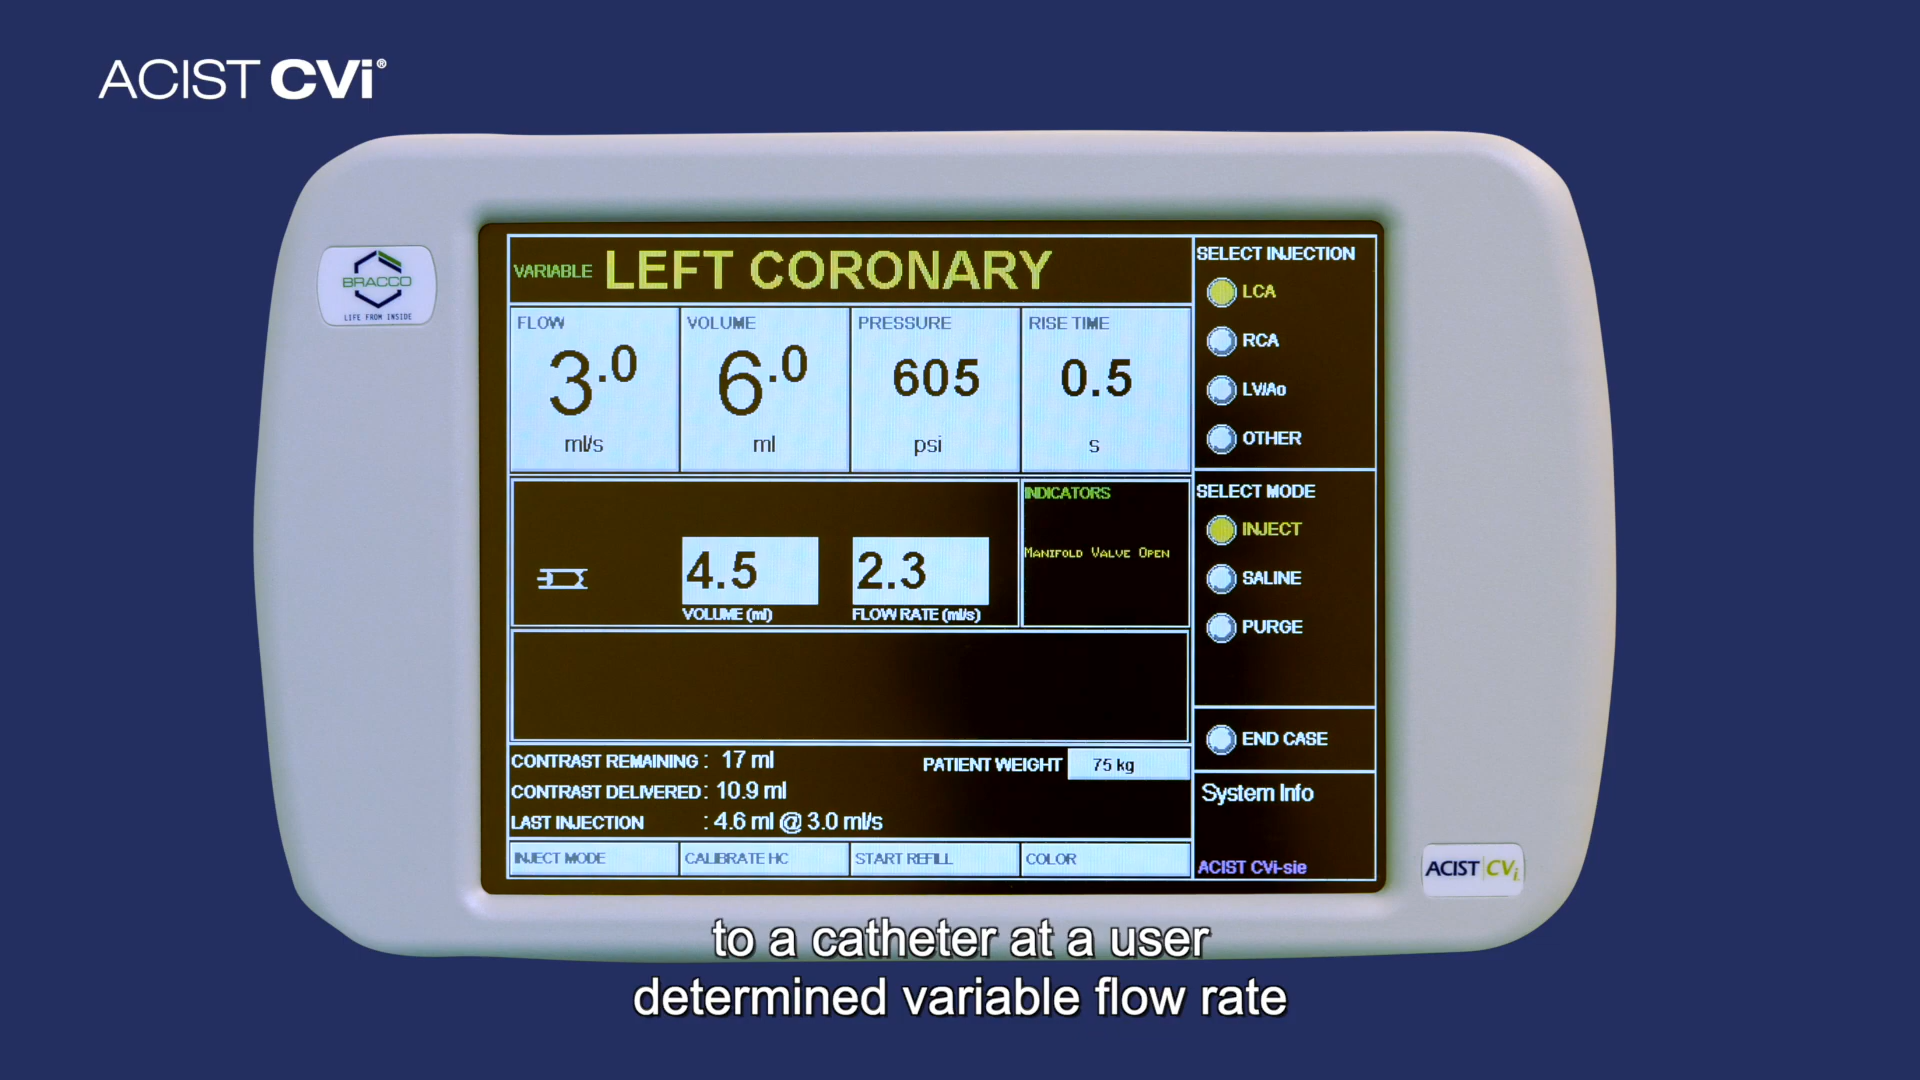 ACIST CVi®
BRACCO
LIFE FROM INSIDE
VARIABLE LEFT CORONARY
FLOW
3.0
ml/s
VOLUME
6.0
ml
PRESSURE
605
psi
RISE TIME
0.5
s
4.5
VOLUME (ml)
2.3
FLOW RATE (ml/s)
INDICATORS
Manifold Valve Open
CONTRAST REMAINING : 17 ml
PATIENT WEIGHT 75 kg
CONTRAST DELIVERED : 10.9 ml
LAST INJECTION : 4.6 ml @ 3.0 ml/s
INJECT MODE
CALIBRATE HC
START REFILL
COLOR
SELECT INJECTION
LCA
RCA
LV/Ao
OTHER
SELECT MODE
INJECT
SALINE
PURGE
END CASE
System Info
ACIST CVi-sie
ACIST CVi
to a catheter at a user
determined variable flow rate